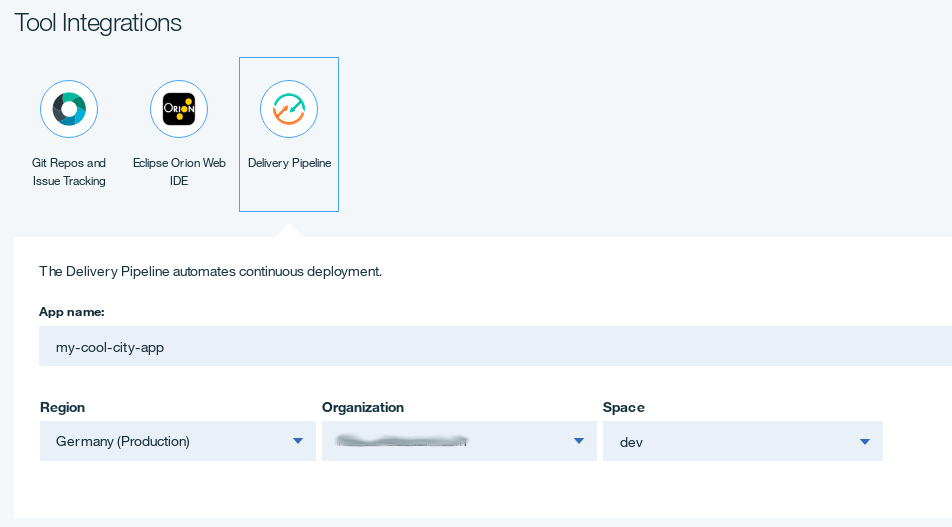 Tool Integrations
ORION
Git Repos and
Issue Tracking
Eclipse Orion Web
IDE
Delivery Pipeline
The Delivery Pipeline automates continuous deployment.
App name:
my-cool-city-app
Region
Organization
Space
Germany (Production)
dev